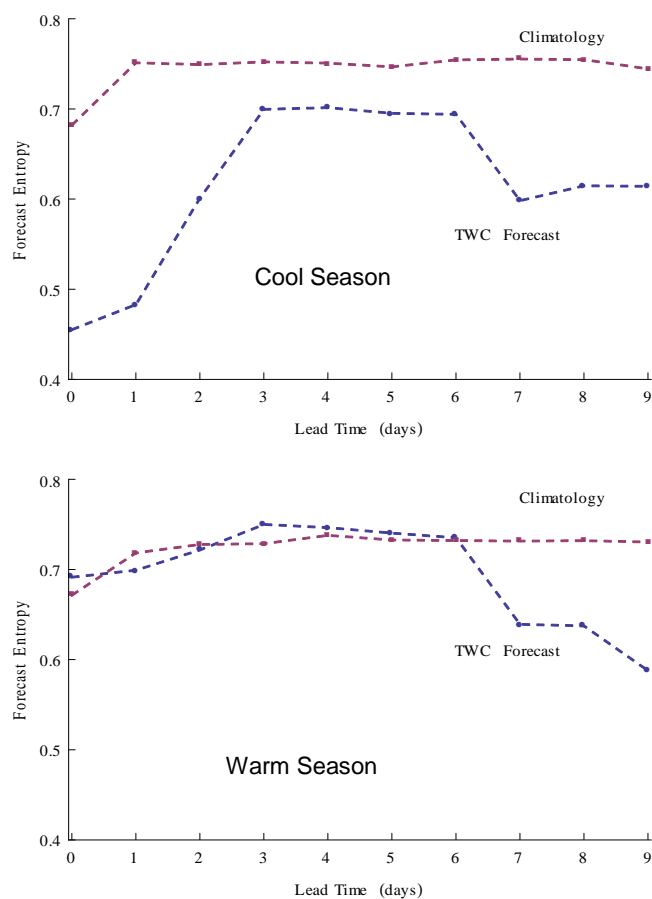 0.8
Climatology
0.7
0.6
Forecast Entropy
TWC Forecast
0.5
Cool Season
0.4
0 1 2 3 4 5 6 7 8 9
Lead Time (days)
0.8
Climatology
0.7
TWC Forecast
0.6
Forecast Entropy
0.5
Warm Season
0.4
0 1 2 3 4 5 6 7 8 9
Lead Time (days)